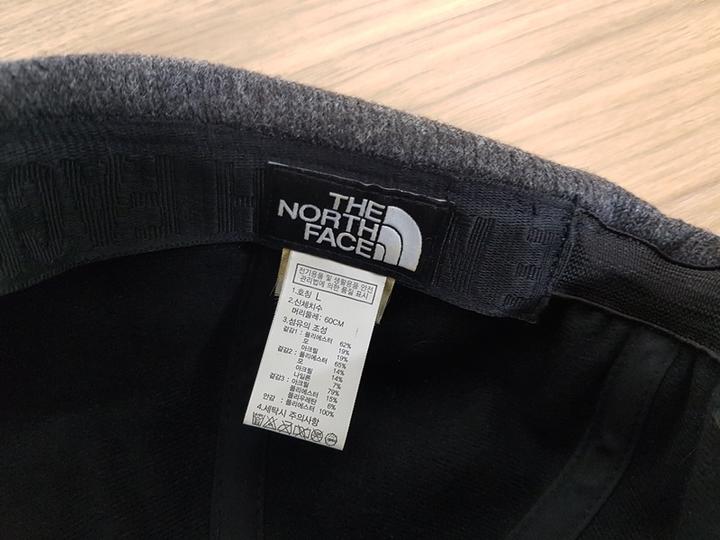 THE
NORTH
FACE
전기용품 및 생활용품 안전
관리법에 의한 품질 표시
1.호칭 L
2.신체치수
머리둘레: 60CM
3.섬유의 조성
겉감1 : 폴리에스터 62%
모 19%
아크릴 19%
겉감2 : 폴리에스터 65%
모 14%
아크릴 14%
나일론 7%
겉감3 : 아크릴 79%
폴리에스터 15%
폴리우레탄 6%
안감 : 폴리에스터 100%
4.세탁시 주의사항